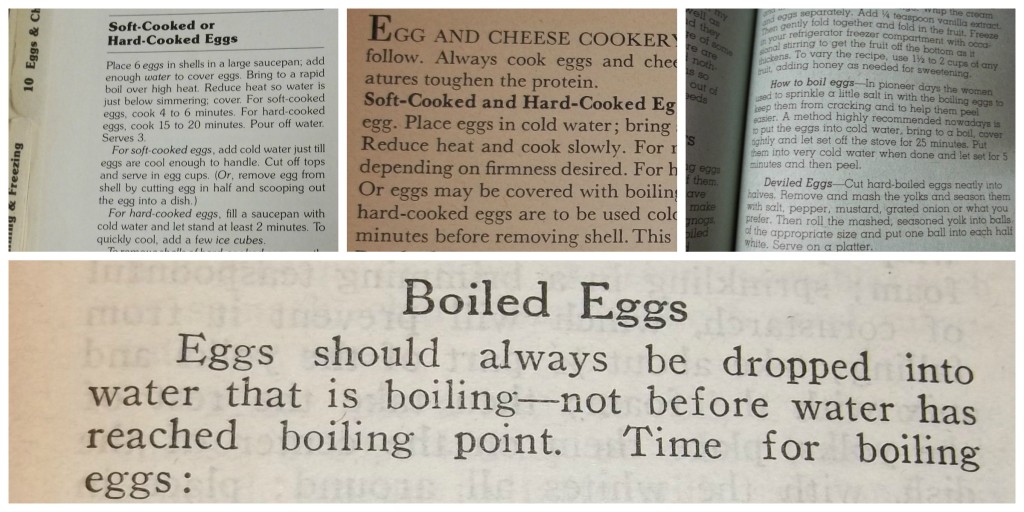 10 Eggs & Ch
& Freezing
Soft-Cooked or
Hard-Cooked Eggs
Place 6 eggs in shells in a large saucepan; add
enough water to cover eggs. Bring to a rapid
boil over high heat. Reduce heat so water is
just below simmering; cover. For soft-cooked
eggs, cook 4 to 6 minutes. For hard-cooked
eggs, cook 15 to 20 minutes. Pour off water.
Serves 3.
For soft-cooked eggs, add cold water just till
eggs are cool enough to handle. Cut off tops
and serve in egg cups. (Or, remove egg from
shell by cutting egg in half and scooping out
the egg into a dish.)
For hard-cooked eggs, fill a saucepan with
cold water and let stand at least 2 minutes. To
quickly cool, add a few ice cubes.
EGG AND CHEESE COOKERY
follow. Always cook eggs and chee
atures toughen the protein.
Soft-Cooked and Hard-Cooked Eg
egg. Place eggs in cold water; bring
Reduce heat and cook slowly. For
depending on firmness desired. For h
Or eggs may be covered with boilin
hard-cooked eggs are to be used cold
minutes before removing shell. This
whip the cream
and eggs separately. Add ¼ teaspoon vanilla extract.
Then gently fold together and fold in the fruit. Freeze
in your refrigerator freezer compartment with occa-
sional stirring to get the fruit off the bottom as it
thickens. To vary the recipe, use 1½ to 2 cups of any
fruit, adding honey as needed for sweetening.
How to boil eggs—In pioneer days the women
used to sprinkle a little salt in with the boiling eggs to
keep them from cracking and to help them peel
easier. A method highly recommended nowadays is
to put the eggs into cold water, bring to a boil, cover
tightly and let set off the stove for 25 minutes. Put
them into very cold water when done and let set for 5
minutes and then peel.
Deviled Eggs—Cut hard-boiled eggs neatly into
halves. Remove and mash the yolks and season them
with salt, pepper, mustard, grated onion or what you
prefer. Then roll the mashed, seasoned yolk into balls
of the appropriate size and put one ball into each half
white. Serve on a platter.
Boiled Eggs
Eggs should always be dropped into
water that is boiling—not before water has
reached boiling point. Time for boiling
eggs: